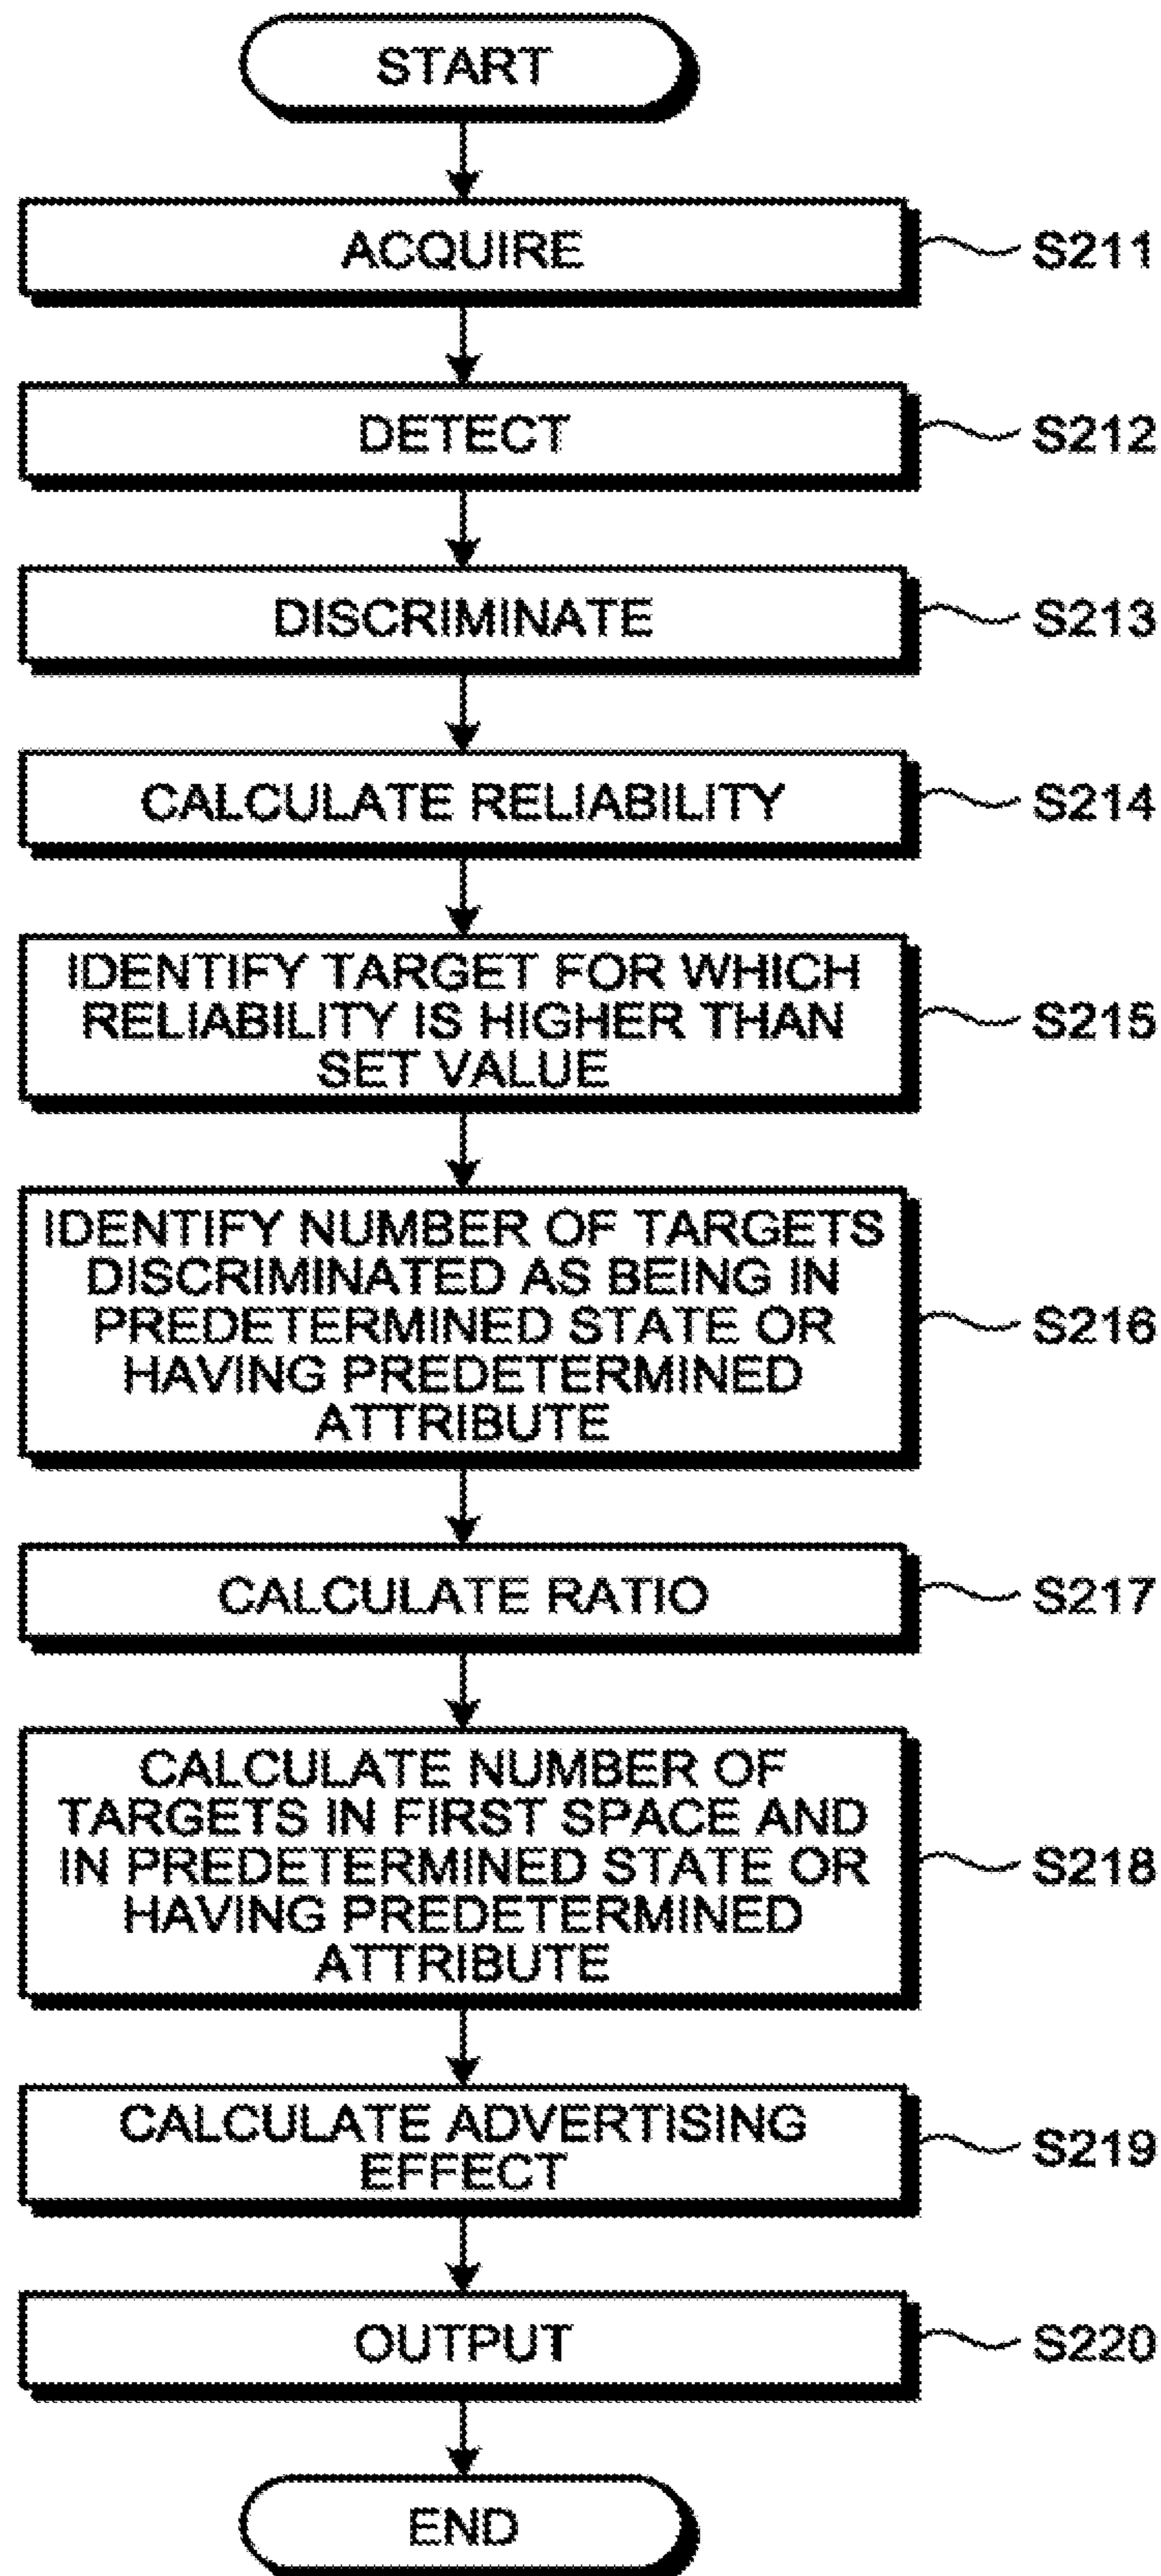 START
ACQUIRE
S211
DETECT
S212
DISCRIMINATE
S213
CALCULATE RELIABILITY
S214
IDENTIFY TARGET FOR WHICH
RELIABILITY IS HIGHER THAN
SET VALUE
S215
IDENTIFY NUMBER OF TARGETS
DISCRIMINATED AS BEING IN
PREDETERMINED STATE OR
HAVING PREDETERMINED
ATTRIBUTE
S216
CALCULATE RATIO
S217
CALCULATE NUMBER OF
TARGETS IN FIRST SPACE AND
IN PREDETERMINED STATE OR
HAVING PREDETERMINED
ATTRIBUTE
S218
CALCULATE ADVERTISING
EFFECT
S219
OUTPUT
S220
END